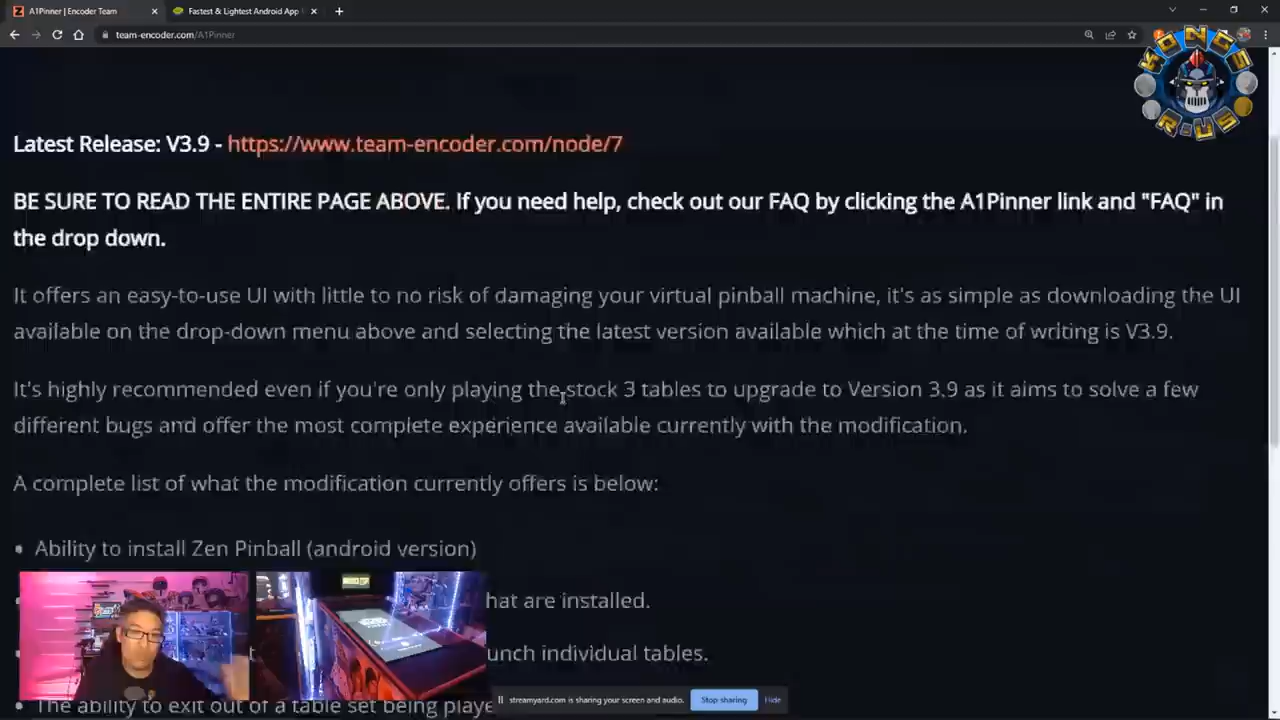 A1Pinner | Encoder Team
Fastest & Lightest Android App
team-encoder.com/A1Pinner
KONGS
R-US
Latest Release: V3.9 - https://www.team-encoder.com/node/7
BE SURE TO READ THE ENTIRE PAGE ABOVE. If you need help, check out our FAQ by clicking the A1Pinner link and "FAQ" in
the drop down.
It offers an easy-to-use UI with little to no risk of damaging your virtual pinball machine, it's as simple as downloading the UI
available on the drop-down menu above and selecting the latest version available which at the time of writing is V3.9.
It's highly recommended even if you're only playing the stock 3 tables to upgrade to Version 3.9 as it aims to solve a few
different bugs and offer the most complete experience available currently with the modification.
A complete list of what the modification currently offers is below:
• Ability to install Zen Pinball (android version)
hat are installed.
unch individual tables.
• The ability to exit out of a table set being playe
streamyard.com is sharing your screen and audio.
Stop sharing
Hide